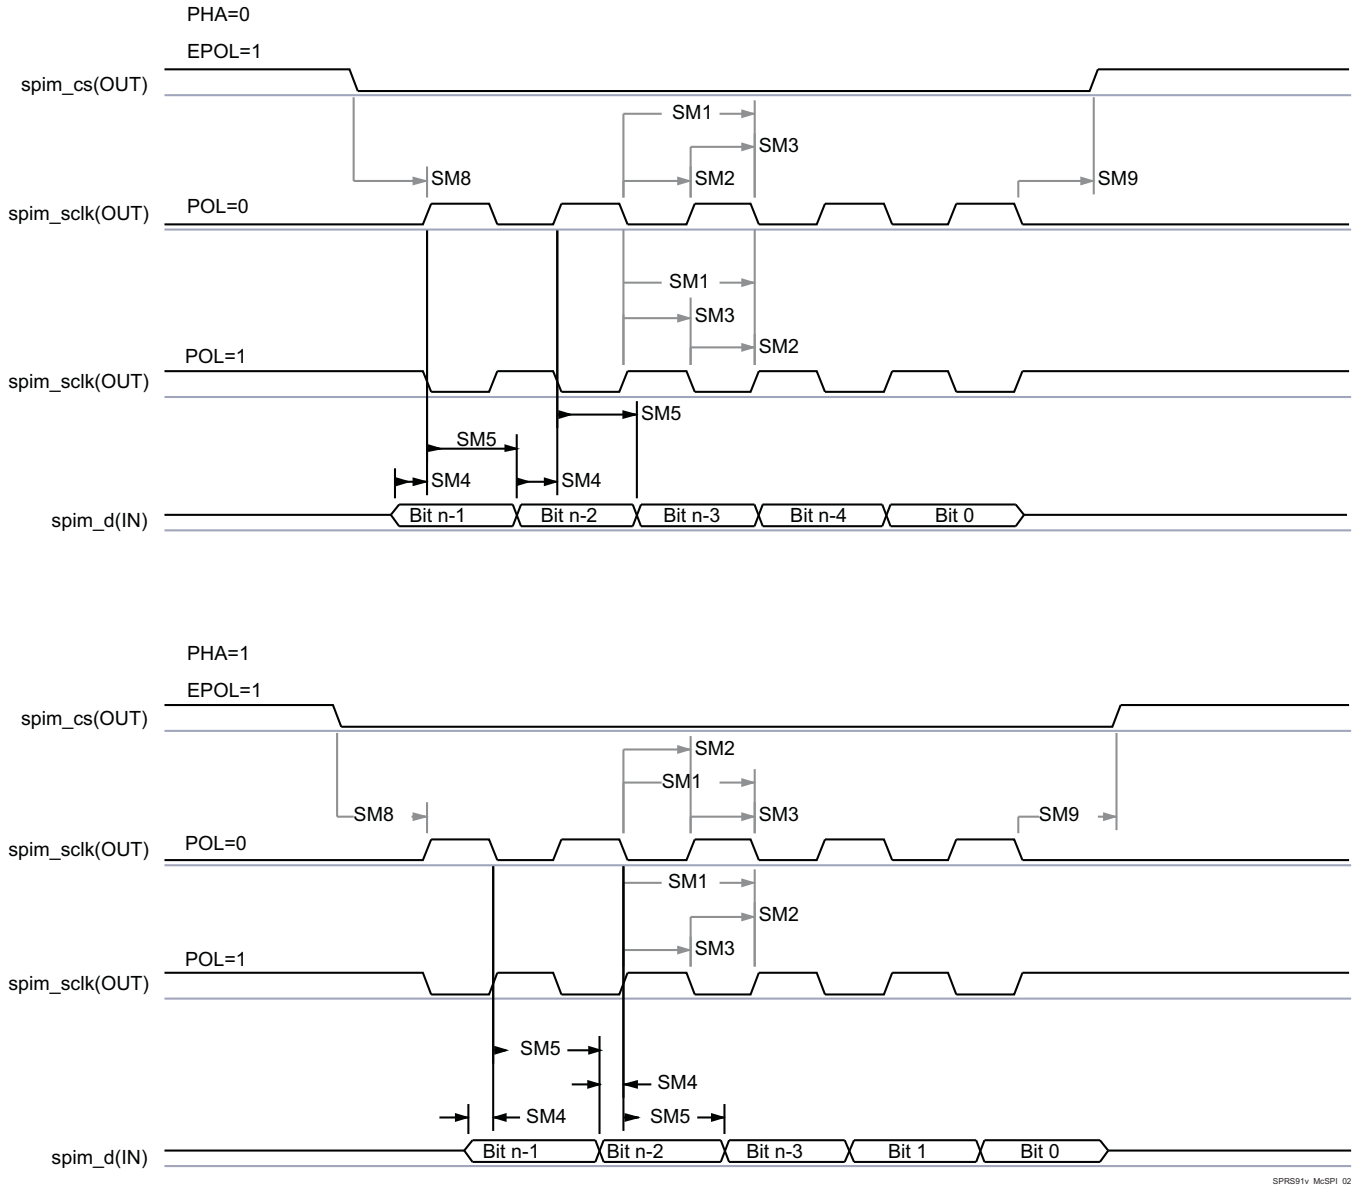 PHA=0
EPOL=1
spim_cs(OUT)
SM1
SM3
SM8
SM2
SM9
POL=0
spim_sclk(OUT)
SM1
SM3
SM2
POL=1
spim_sclk(OUT)
SM5
SM5
SM4
SM4
spim_d(IN)
Bit n-1
Bit n-2
Bit n-3
Bit n-4
Bit 0
PHA=1
EPOL=1
spim_cs(OUT)
SM2
SM1
SM8
SM3
SM9
POL=0
spim_sclk(OUT)
SM1
SM2
SM3
POL=1
spim_sclk(OUT)
SM5
SM4
SM4
SM5
spim_d(IN)
Bit n-1
Bit n-2
Bit n-3
Bit 1
Bit 0
SPRS91v_McSPI_02